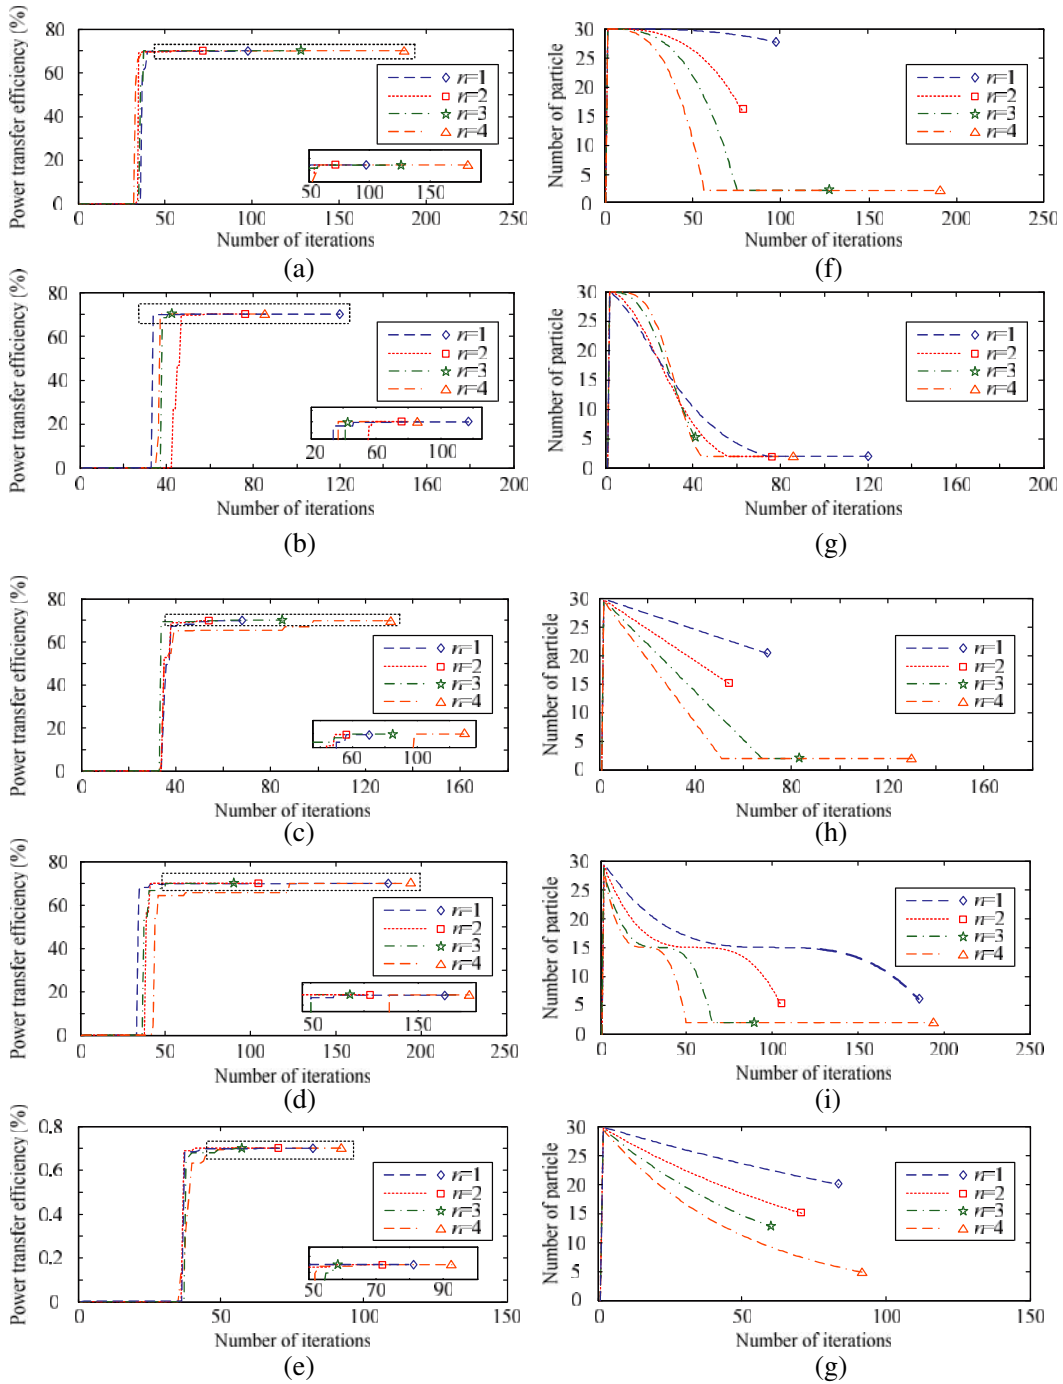 Power transfer efficiency (%)
80
60
40
20
0
n=1
n=2
n=3
n=4
50 100 150
0 50 100 150 200 250
Number of iterations
(a)
Number of particle
30
25
20
15
10
5
0
n=1
n=2
n=3
n=4
0 50 100 150 200 250
Number of iterations
(f)
Power transfer efficiency (%)
80
60
40
20
0
n=1
n=2
n=3
n=4
20 60 100
0 40 80 120 160 200
Number of iterations
(b)
Number of particle
30
25
20
15
10
5
0
n=1
n=2
n=3
n=4
0 40 80 120 160 200
Number of iterations
(g)
Power transfer efficiency (%)
80
60
40
20
0
n=1
n=2
n=3
n=4
60 100
0 40 80 120 160
Number of iterations
(c)
Number of particle
30
25
20
15
10
5
0
n=1
n=2
n=3
n=4
0 20 40 60 80 100 120 140 160
Number of iterations
(h)
Power transfer efficiency (%)
80
60
40
20
0
n=1
n=2
n=3
n=4
50 150
0 50 100 150 200 250
Number of iterations
(d)
Number of particle
30
25
20
15
10
5
0
n=1
n=2
n=3
n=4
0 50 100 150 200 250
Number of iterations
(i)
Power transfer efficiency (%)
0.8
0.6
0.4
0.2
0
n=1
n=2
n=3
n=4
50 70 90
0 50 100 150
Number of iterations
(e)
Number of particle
30
25
20
15
10
5
0
n=1
n=2
n=3
n=4
0 50 100 150
Number of iterations
(g)